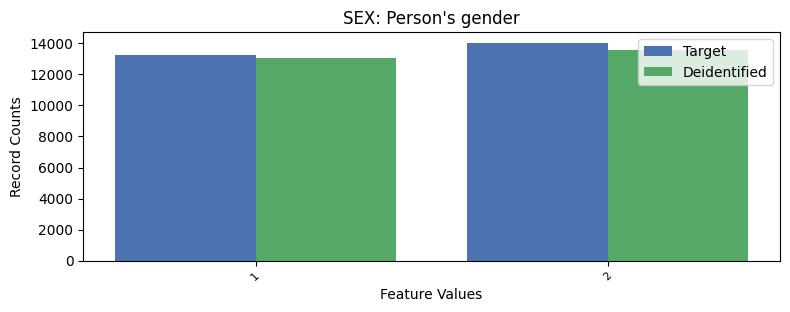 SEX: Person's gender
Target
Deidentified
Record Counts
14000
12000
10000
8000
6000
4000
2000
0
1
2
Feature Values